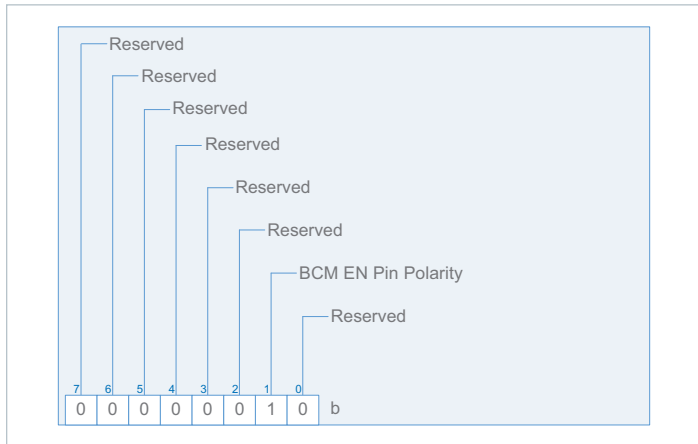 Reserved
Reserved
Reserved
Reserved
Reserved
Reserved
BCM EN Pin Polarity
Reserved
7 6 5 4 3 2 1 0
0 0 0 0 0 0 1 0 b